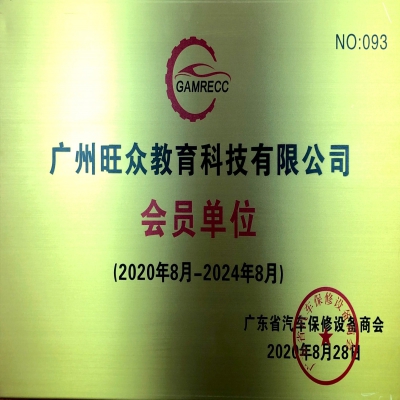 NO:093
GAMRECC
广州旺众教育科技有限公司
会员单位
(2020年8月-2024年8月)
广东省汽车保修设备商会
2020年8月28日